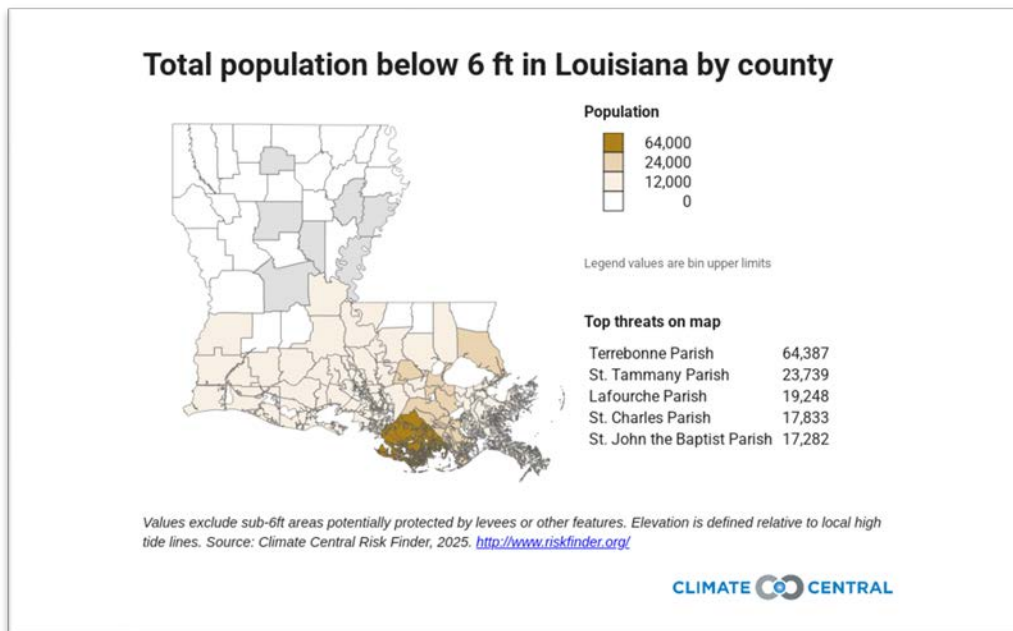 Total population below 6 ft in Louisiana by county
Population
64,000
24,000
12,000
0
Legend values are bin upper limits
Top threats on map
Terrebonne Parish 64,387
St. Tammany Parish 23,739
Lafourche Parish 19,248
St. Charles Parish 17,833
St. John the Baptist Parish 17,282
Values exclude sub-6ft areas potentially protected by levees or other features. Elevation is defined relative to local high
tide lines. Source: Climate Central Risk Finder, 2025. http://www.riskfinder.org/
CLIMATE CENTRAL